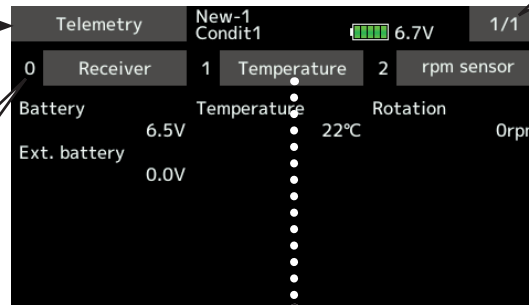 Telemetry New-1 Condit1 6.7V 1/1
0 Receiver 1 Temperature 2 rpm sensor
Battery Temperature Rotation
6.5V 22℃ 0rpm
Ext. battery
0.0V